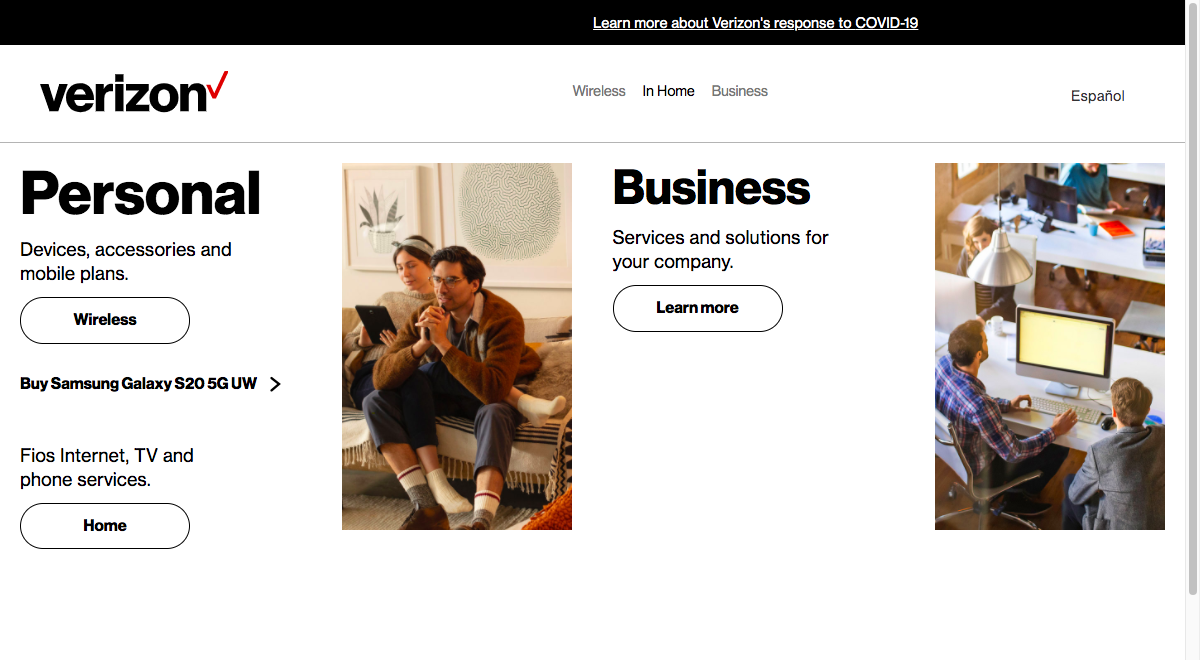 Learn more about Verizon's response to COVID-19
verizon
Wireless In Home Business
Español
Personal
Devices, accessories and
mobile plans.
Wireless
Buy Samsung Galaxy S20 5G UW
Fios Internet, TV and
phone services.
Home
Business
Services and solutions for
your company.
Learn more